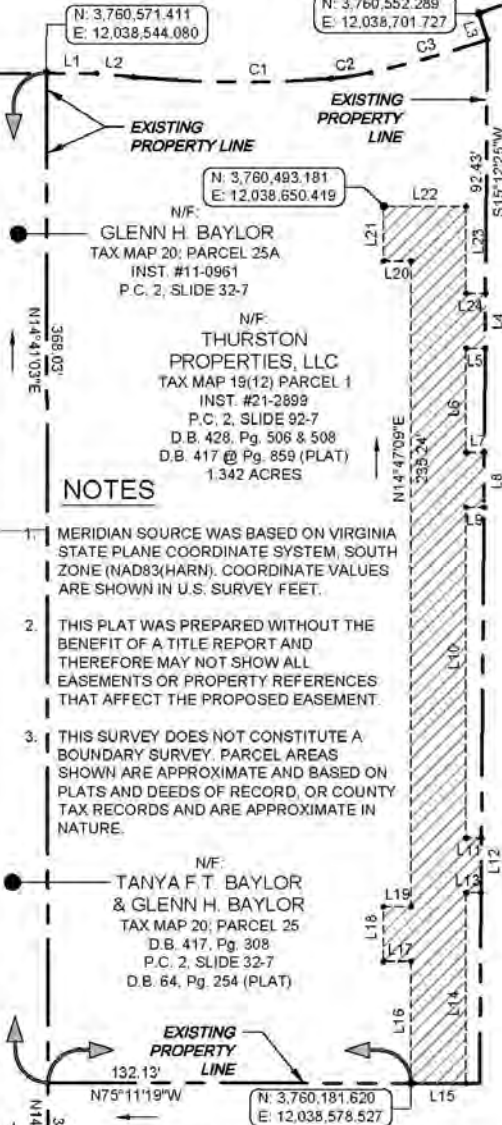 N: 3,760,571.411
E: 12,038,544.080
N: 3,760,552.289
E: 12,038,701.727
L3
L1
L2
C1
C2
C3
EXISTING
PROPERTY LINE
EXISTING
PROPERTY
LINE
S15°12'26"W
92.43'
N: 3,760,493.181
E: 12,038,650.419
L22
L21
L23
L20
L24
L4
N/F:
GLENN H. BAYLOR
TAX MAP 20; PARCEL 25A
INST. #11-0961
P.C. 2, SLIDE 32-7
N14°41'03"E
368.03'
N/F:
THURSTON
PROPERTIES, LLC
TAX MAP 19(12) PARCEL 1
INST. #21-2899
P.C. 2, SLIDE 92-7
D.B. 428, Pg. 506 & 508
D.B. 417 @ Pg. 859 (PLAT)
1.342 ACRES
N14°47'09"E
235.24'
L5
L6
L7
L8
L9
NOTES
1. MERIDIAN SOURCE WAS BASED ON VIRGINIA
STATE PLANE COORDINATE SYSTEM, SOUTH
ZONE (NAD83(HARN). COORDINATE VALUES
ARE SHOWN IN U.S. SURVEY FEET.
2. THIS PLAT WAS PREPARED WITHOUT THE
BENEFIT OF A TITLE REPORT AND
THEREFORE MAY NOT SHOW ALL
EASEMENTS OR PROPERTY REFERENCES
THAT AFFECT THE PROPOSED EASEMENT.
3. THIS SURVEY DOES NOT CONSTITUTE A
BOUNDARY SURVEY. PARCEL AREAS
SHOWN ARE APPROXIMATE AND BASED ON
PLATS AND DEEDS OF RECORD, OR COUNTY
TAX RECORDS AND ARE APPROXIMATE IN
NATURE.
L10
L11
L12
L13
N/F:
TANYA F.T. BAYLOR
& GLENN H. BAYLOR
TAX MAP 20; PARCEL 25
D.B. 417, Pg. 308
P.C. 2, SLIDE 32-7
D.B. 64, Pg. 254 (PLAT)
L19
L18
L17
L16
L14
EXISTING
PROPERTY
LINE
132.13'
N75°11'19"W
L15
N: 3,760,181.620
E: 12,038,578.527
N14°
3